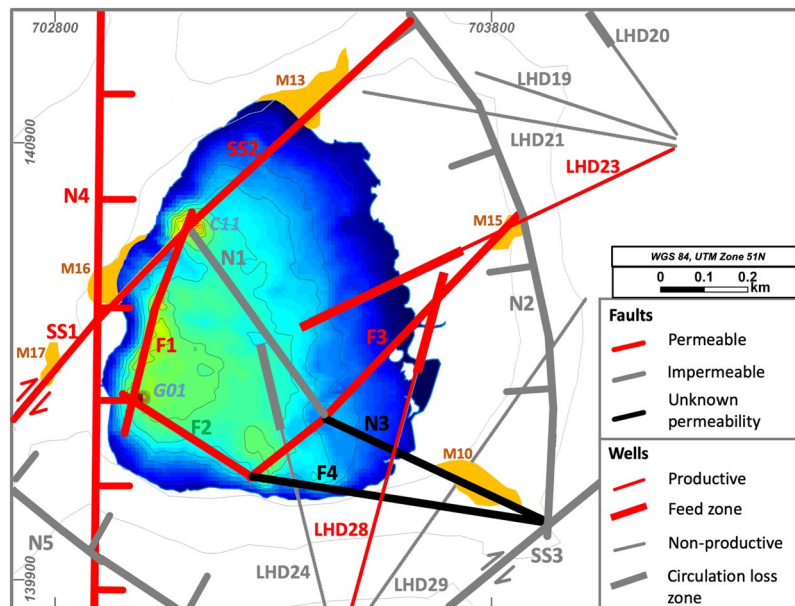 702800
703800
140900
139900
M13
M15
M16
M17
M10
LHD20
LHD19
LHD21
LHD23
SS2
N4
C11
N1
N2
SS1
F1
F3
G01
F2
N3
F4
N5
LHD28
LHD24
LHD29
SS3
WGS 84, UTM Zone 51N
0 0.1 0.2
km
Faults
Permeable
Impermeable
Unknown
permeability
Wells
Productive
Feed zone
Non-productive
Circulation loss
zone